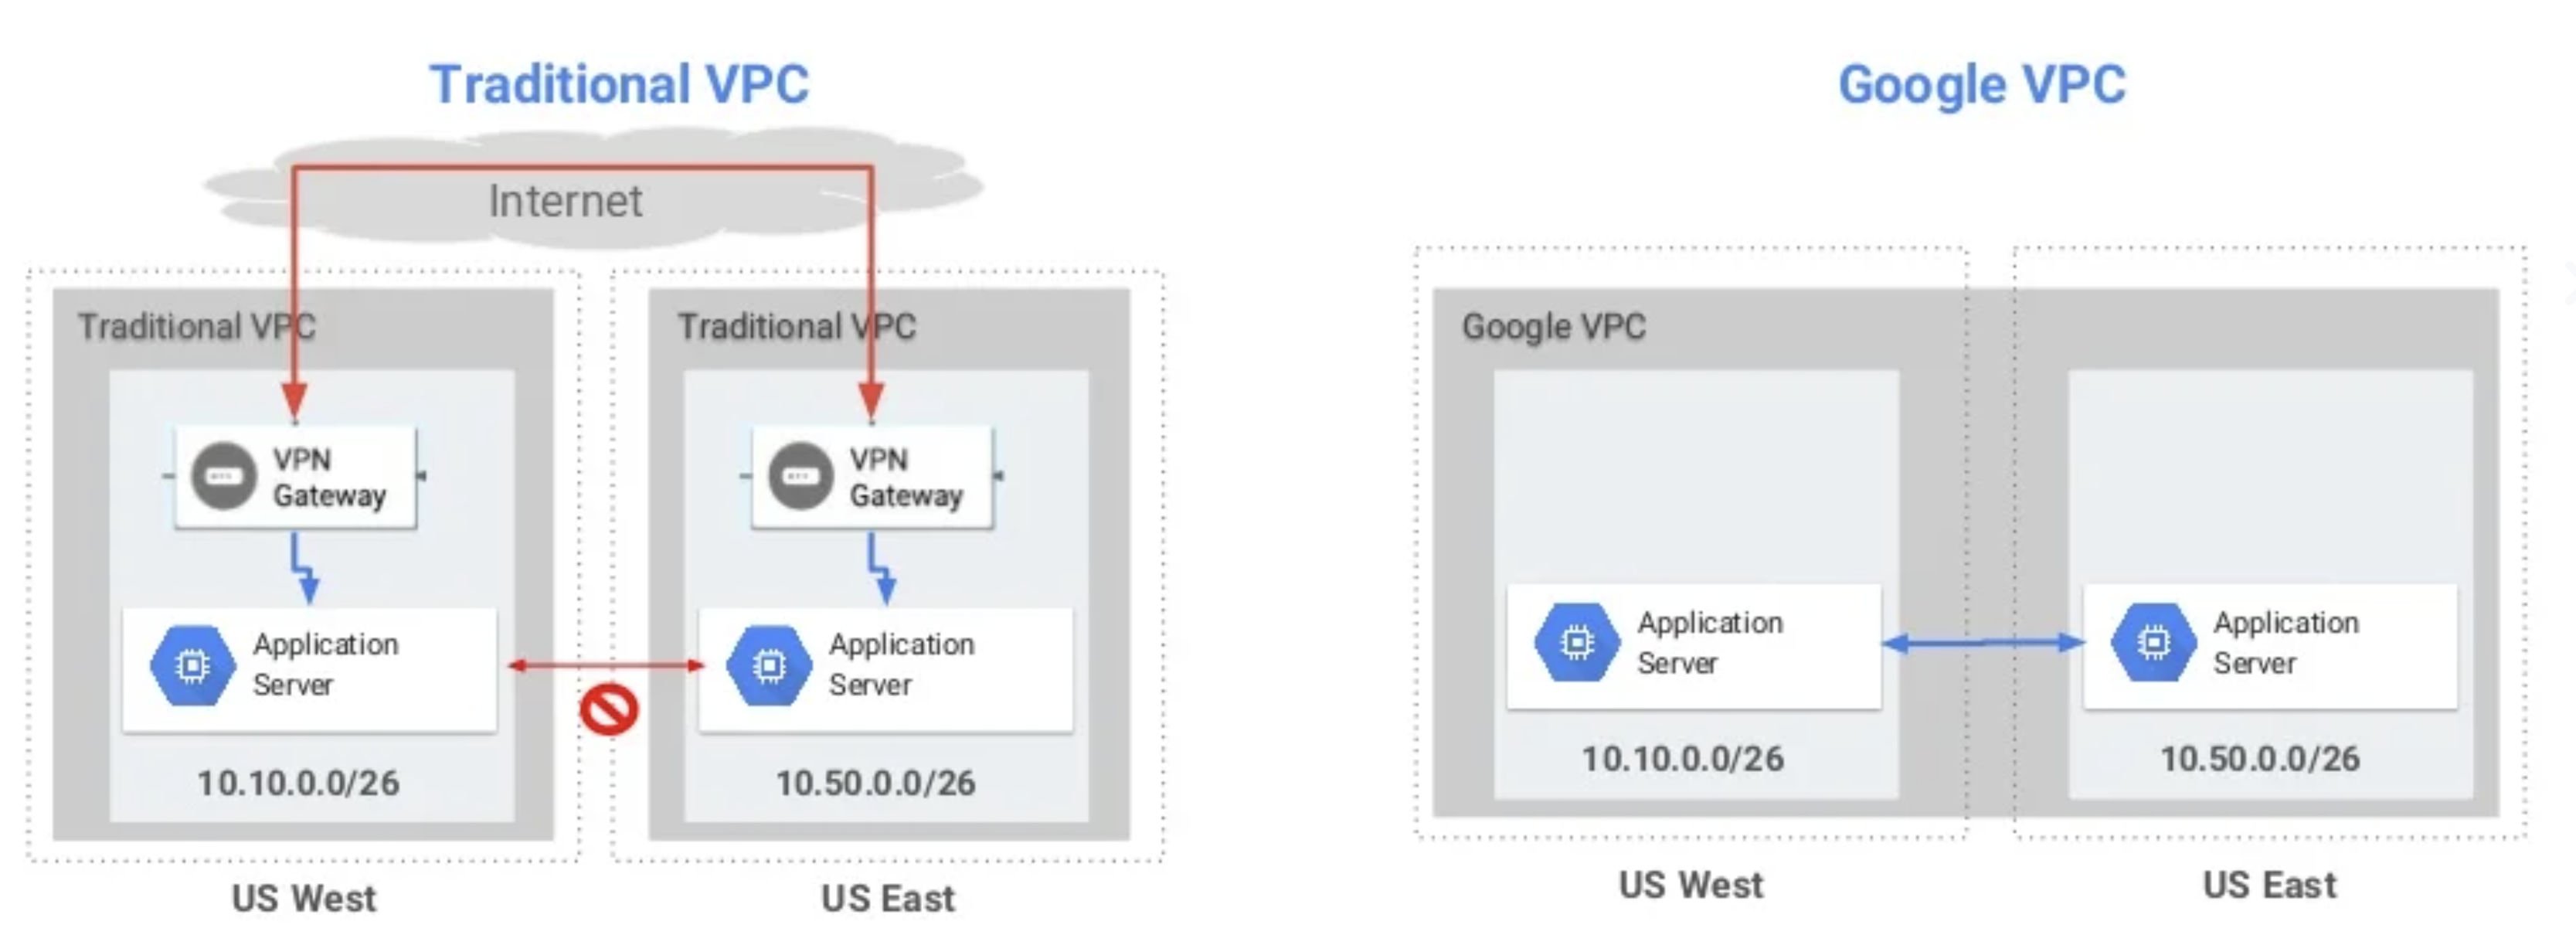 Traditional VPC
Internet
Traditional VPC
VPN
Gateway
Application
Server
10.10.0.0/26
US West
Traditional VPC
VPN
Gateway
Application
Server
10.50.0.0/26
US East
Google VPC
Google VPC
Application
Server
10.10.0.0/26
US West
Application
Server
10.50.0.0/26
US East